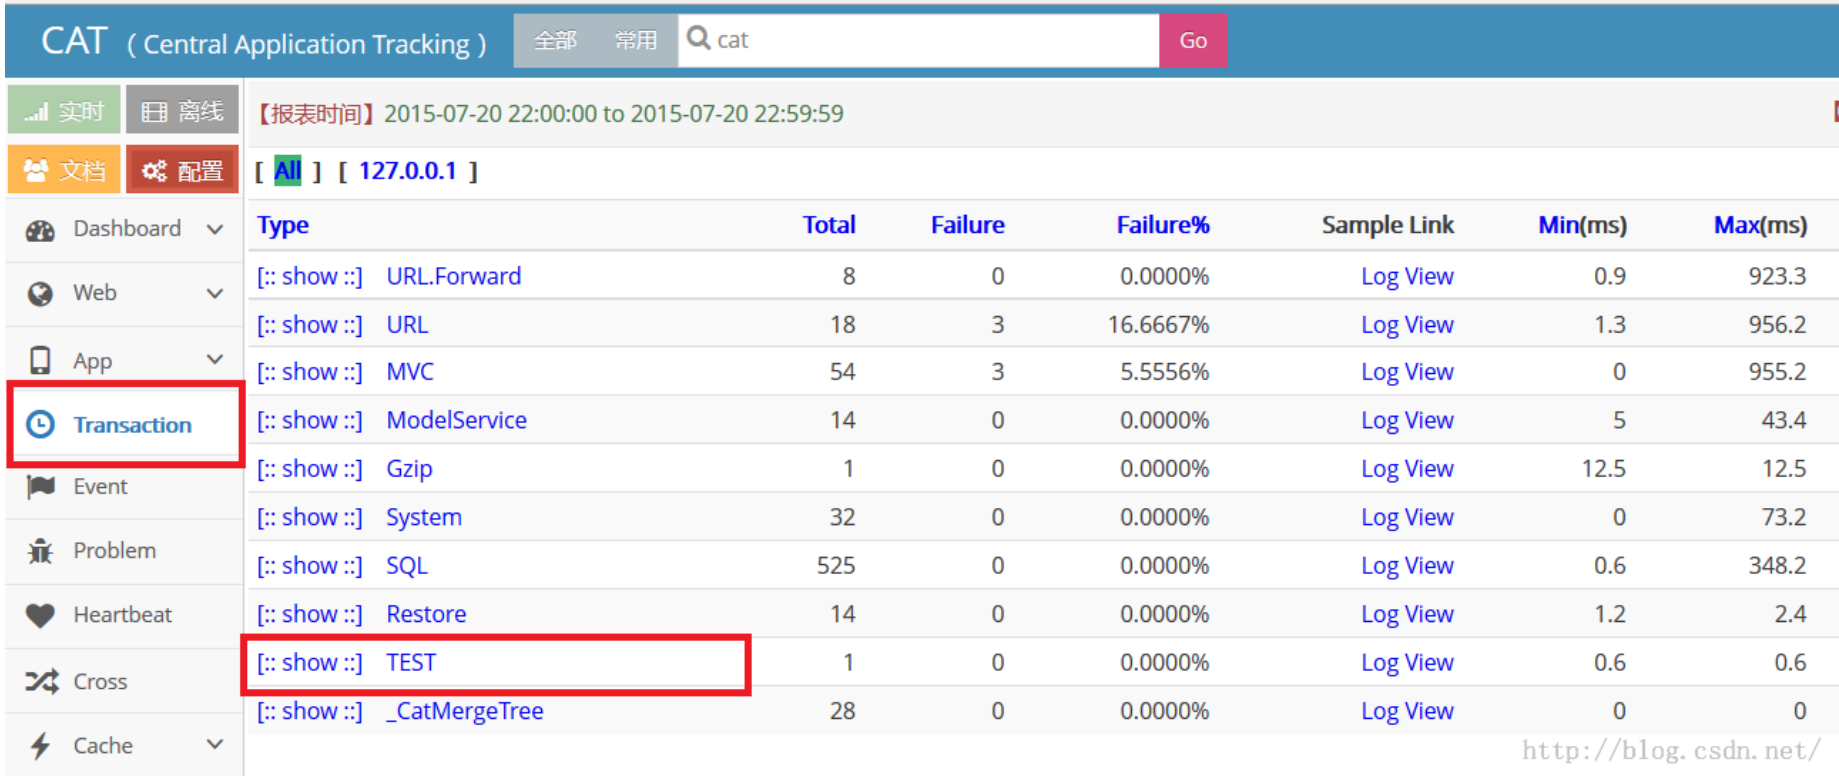 CAT ( Central Application Tracking ) 全部 常用 cat Go
实时 离线 【报表时间】2015-07-20 22:00:00 to 2015-07-20 22:59:59
文档 配置 [ All ] [ 127.0.0.1 ]
Dashboard
Web
App
Transaction
Event
Problem
Heartbeat
Cross
Cache
Type Total Failure Failure% Sample Link Min(ms) Max(ms)
[:: show ::] URL.Forward 8 0 0.0000% Log View 0.9 923.3
[:: show ::] URL 18 3 16.6667% Log View 1.3 956.2
[:: show ::] MVC 54 3 5.5556% Log View 0 955.2
[:: show ::] ModelService 14 0 0.0000% Log View 5 43.4
[:: show ::] Gzip 1 0 0.0000% Log View 12.5 12.5
[:: show ::] System 32 0 0.0000% Log View 0 73.2
[:: show ::] SQL 525 0 0.0000% Log View 0.6 348.2
[:: show ::] Restore 14 0 0.0000% Log View 1.2 2.4
[:: show ::] TEST 1 0 0.0000% Log View 0.6 0.6
[:: show ::] _CatMergeTree 28 0 0.0000% Log View 0 0
http://blog.csdn.net/